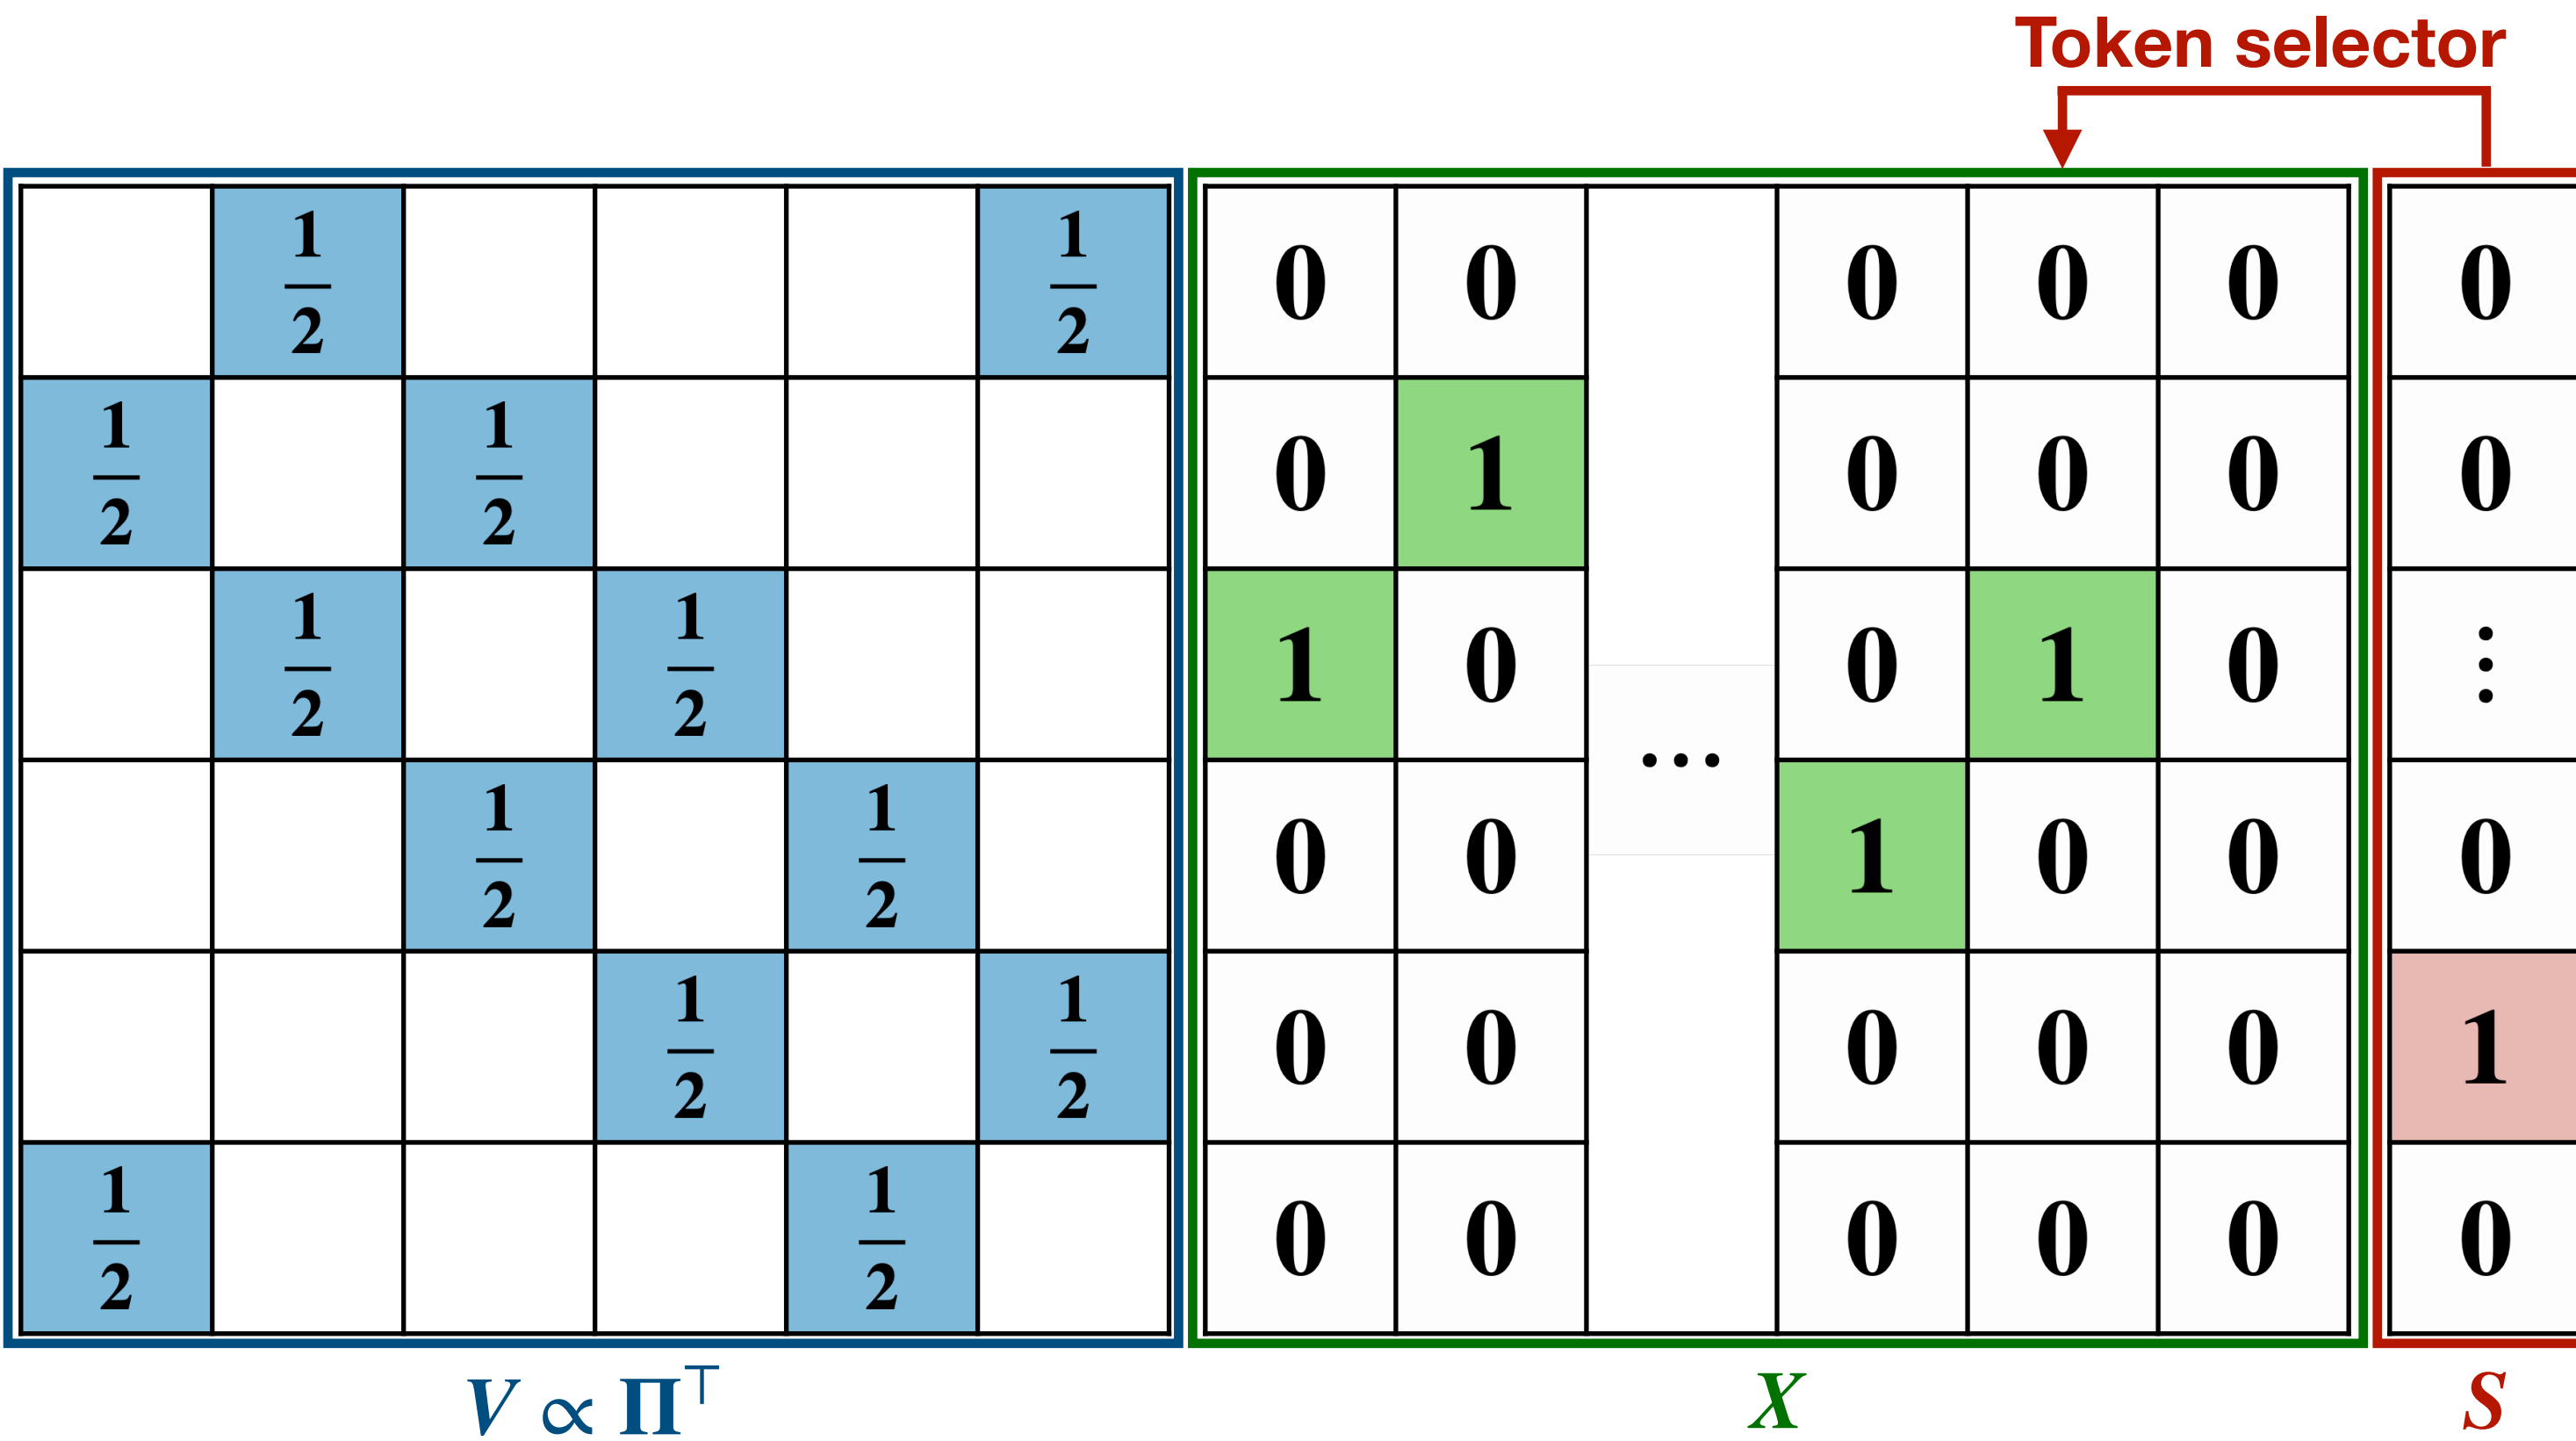 Token selector
1/2 1/2 0 0 0 0 0 0
1/2 1/2 0 1 0 0 0 0
1/2 1/2 1 0 0 1 0 ⋮
1/2 1/2 0 0 ... 1 0 0 0
1/2 1/2 0 0 0 0 0 1
1/2 1/2 0 0 0 0 0 0
V ∝ Π⊤ X S